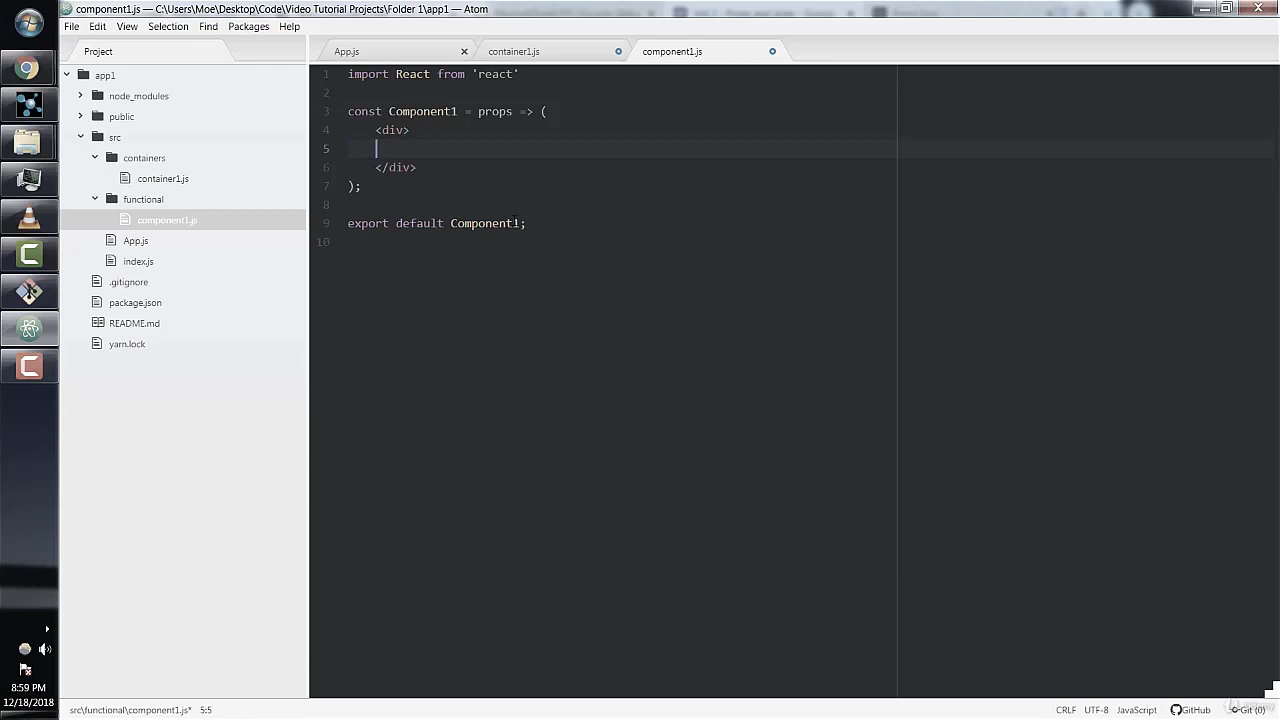 component1.js — C:\Users\Moe\Desktop\Code\Video Tutorial Projects\Folder 1\app1 — Atom
File Edit View Selection Find Packages Help
Project
App.js
container1.js
component1.js
app1
node_modules
public
src
containers
container1.js
functional
component1.js
App.js
index.js
.gitignore
package.json
README.md
yarn.lock
1 import React from 'react'
2
3 const Component1 = props => (
4 <div>
5
6 </div>
7 );
8
9 export default Component1;
10
8:59 PM
12/18/2018
src\functional\component1.js* 5:5
CRLF UTF-8 JavaScript GitHub Git (0)